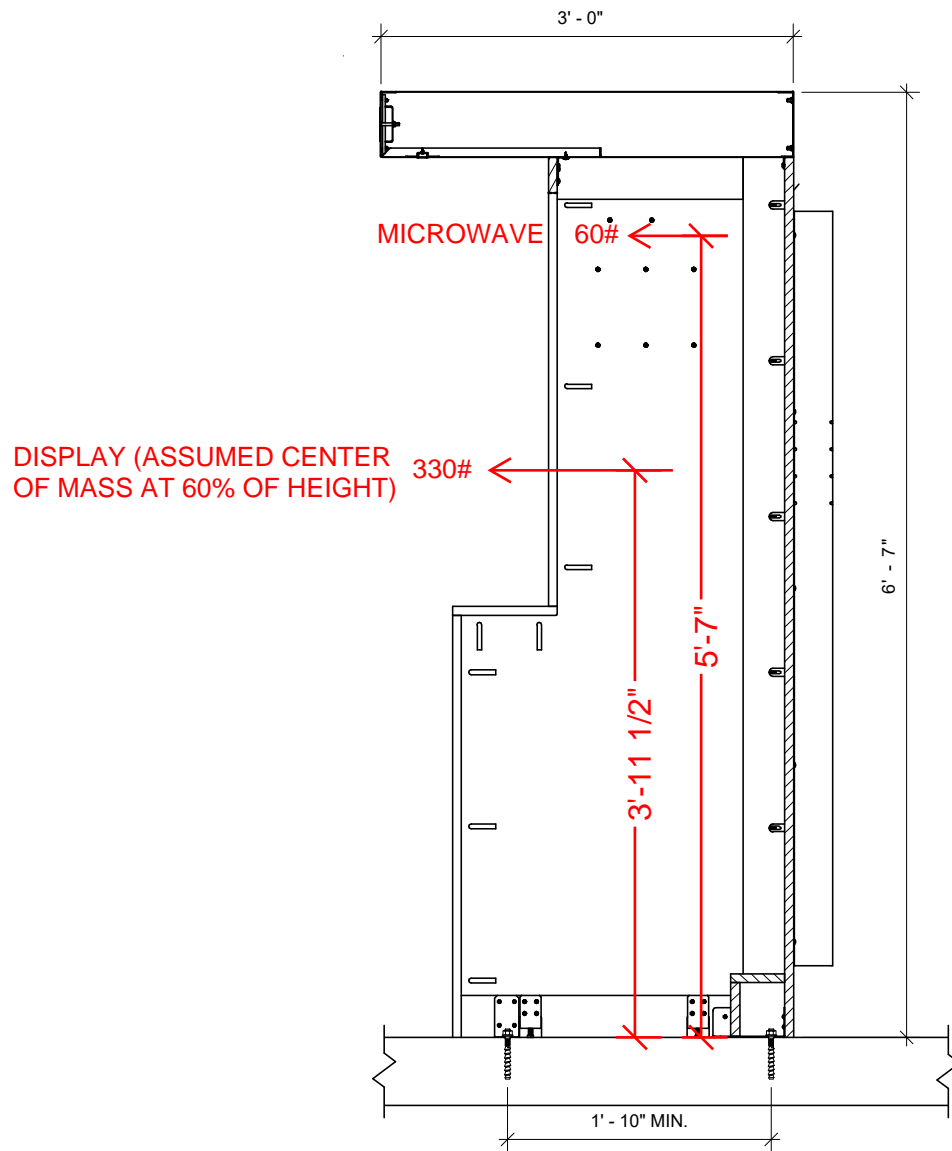 3' - 0"
MICROWAVE 60#
DISPLAY (ASSUMED CENTER
OF MASS AT 60% OF HEIGHT)
330#
6' - 7"
5'-7"
3'-11 1/2"
1' - 10" MIN.